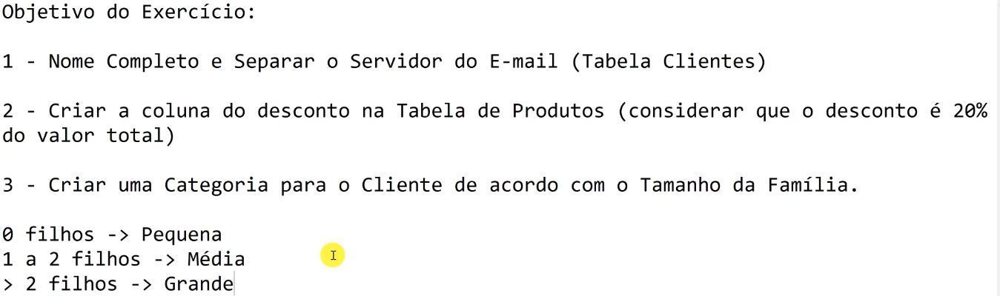 Objetivo do Exercício:
1 - Nome Completo e Separar o Servidor do E-mail (Tabela Clientes)
2 - Criar a coluna do desconto na Tabela de Produtos (considerar que o desconto é 20%
do valor total)
3 - Criar uma Categoria para o Cliente de acordo com o Tamanho da Família.
0 filhos -> Pequena
1 a 2 filhos -> Média
> 2 filhos -> Grande